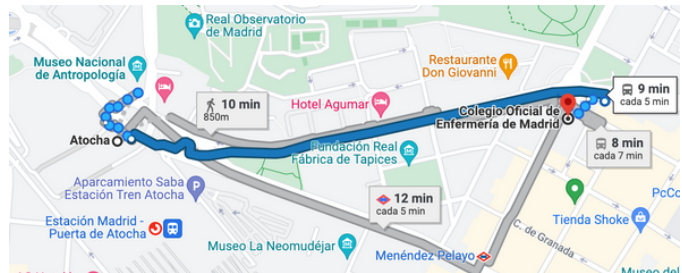 Real Observatorio
de Madrid
Museo Nacional
de Antropología
Restaurante
Don Giovanni
10 min
850m
Hotel Agumar
9 min
cada 5 min
Colegio Oficial de
Enfermería de Madrid
Atocha
Fundación Real
Fábrica de Tapices
8 min
cada 7 min
Aparcamiento Saba
Estación Tren Atocha
12 min
cada 5 min
PcCo
Tienda Shoke
Estación Madrid -
Puerta de Atocha
C. de Granada
Museo La Neomudéjar
Menéndez Pelayo
Museo del